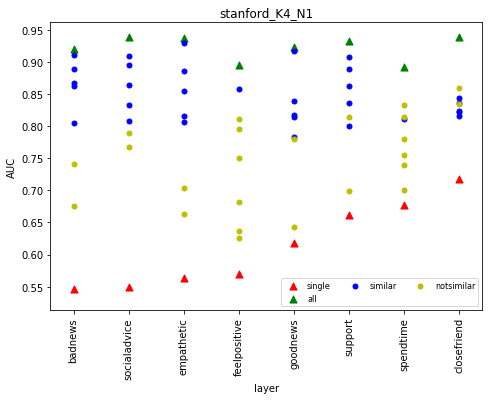 stanford_K4_N1
AUC
0.95
0.90
0.85
0.80
0.75
0.70
0.65
0.60
0.55
single
similar
notsimilar
all
badnews
socialadvice
empathetic
feelpositive
goodnews
support
spendtime
closefriend
layer